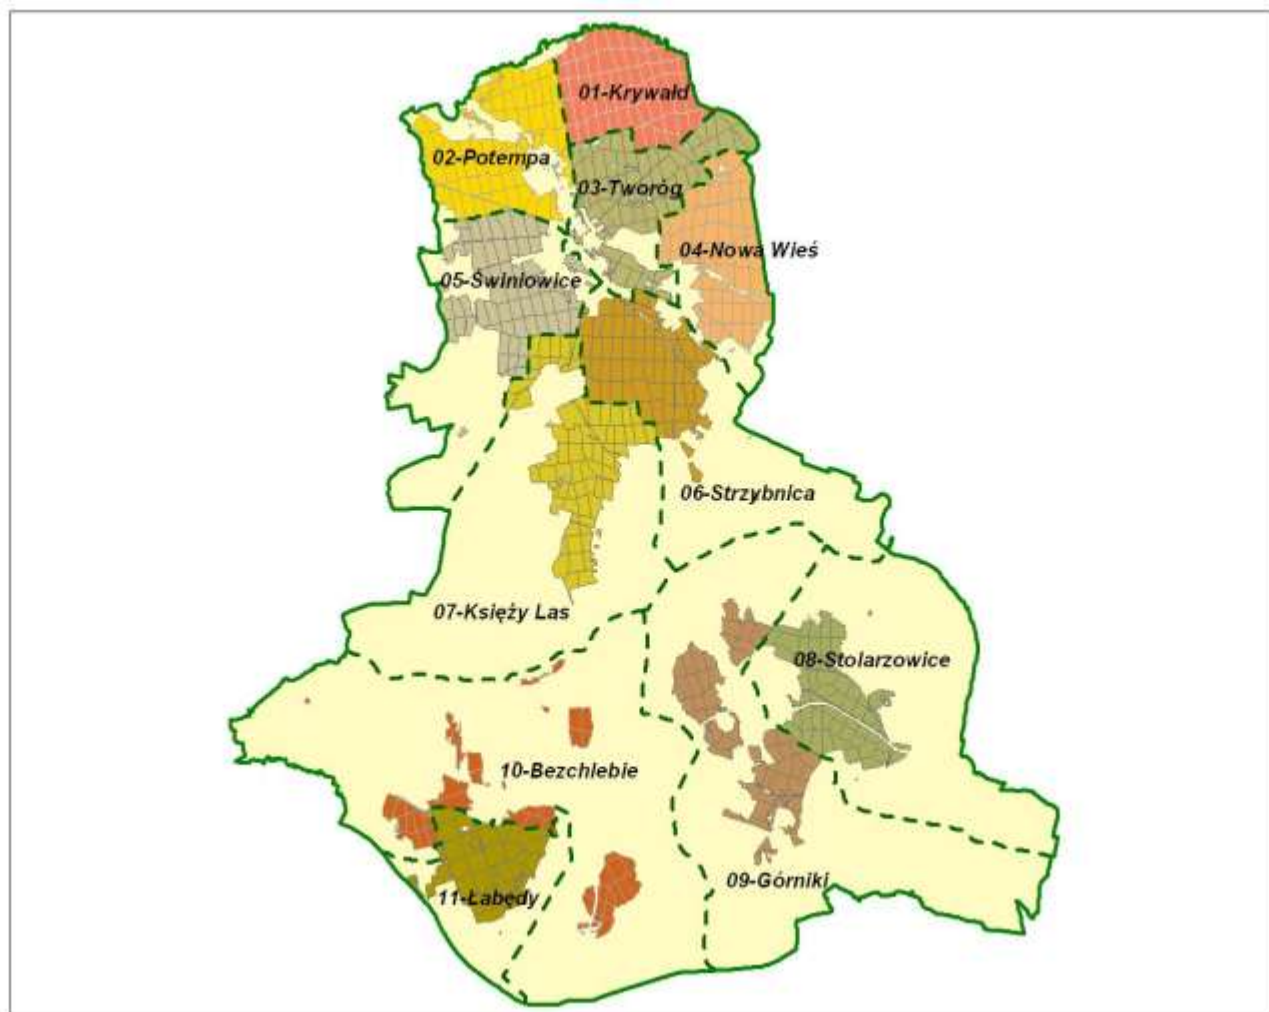 01-Krywałd
02-Potempa
03-Tworóg
04-Nowa Wieś
05-Świniowice
06-Strzybnica
07-Księży Las
08-Stolarzowice
10-Bezchlebie
09-Górniki
11-Łabędy